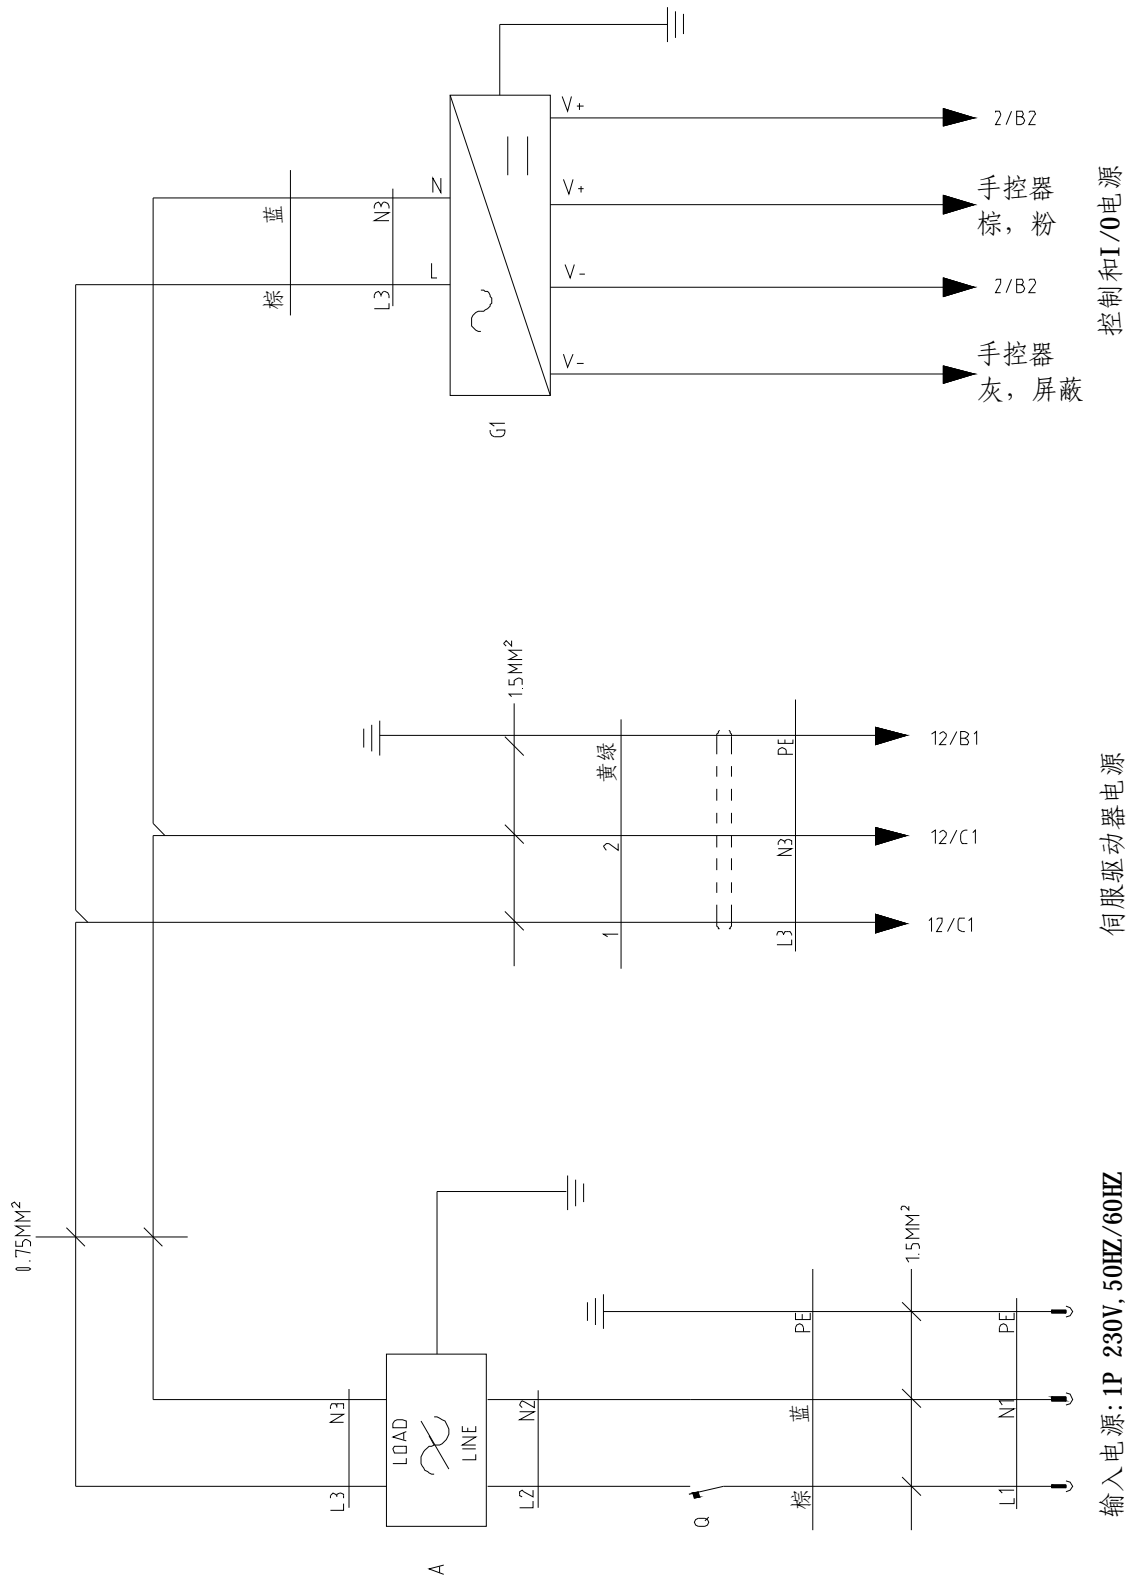 V+
2/B2
N
蓝
N3
V+
手控器
棕，粉
L
棕
L3
V-
2/B2
V-
手控器
灰，屏蔽
G1
控制和I/O电源
1.5MM²
黄绿
PE
12/B1
2
N3
12/C1
1
L3
12/C1
伺服驱动器电源
0.75MM²
N3
L3
LOAD
LINE
A
N2
L2
Q
PE
蓝
棕
1.5MM²
PE
N1
L1
输入电源:1P 230V,50HZ/60HZ